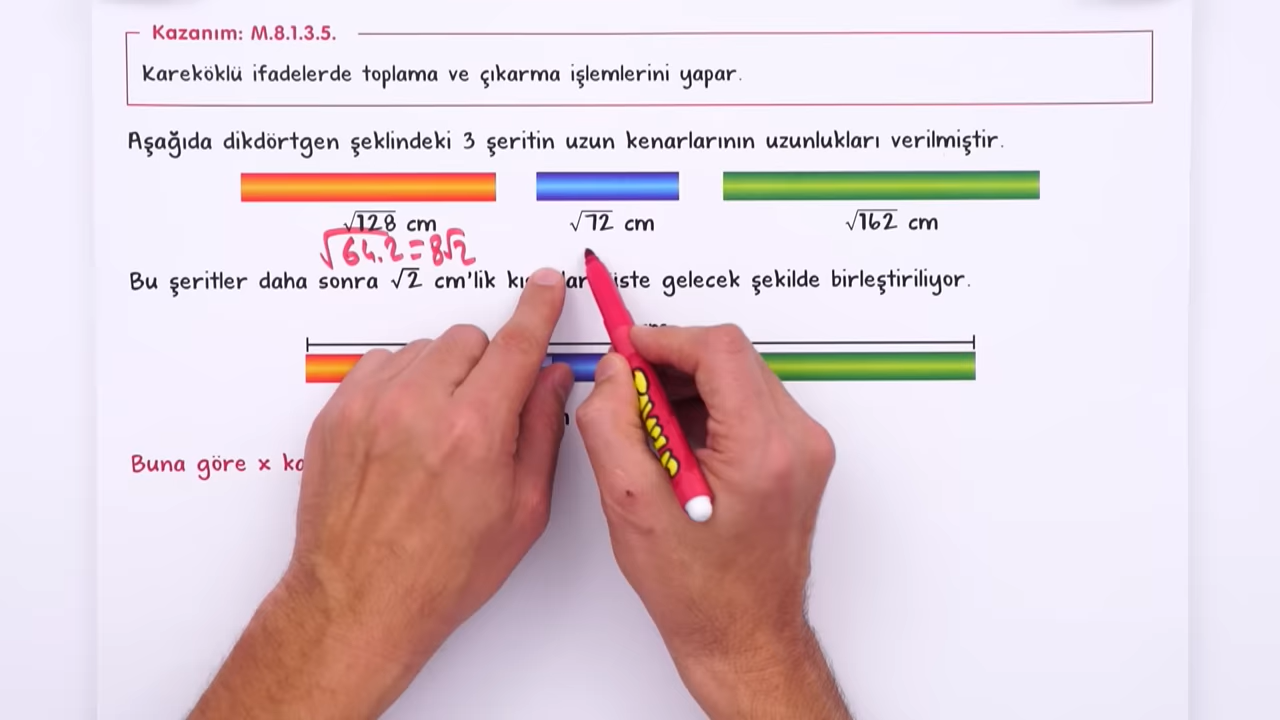 Kazanım: M.8.1.3.5.
Kareköklü ifadelerde toplama ve çıkarma işlemlerini yapar.
Aşağıda dikdörtgen şeklindeki 3 şeritin uzun kenarlarının uzunlukları verilmiştir.
√128 cm √72 cm √162 cm
√64.2 = 8√2
Bu şeritler daha sonra √2 cm'lik gelecek şekilde birleştiriliyor.
Buna göre x